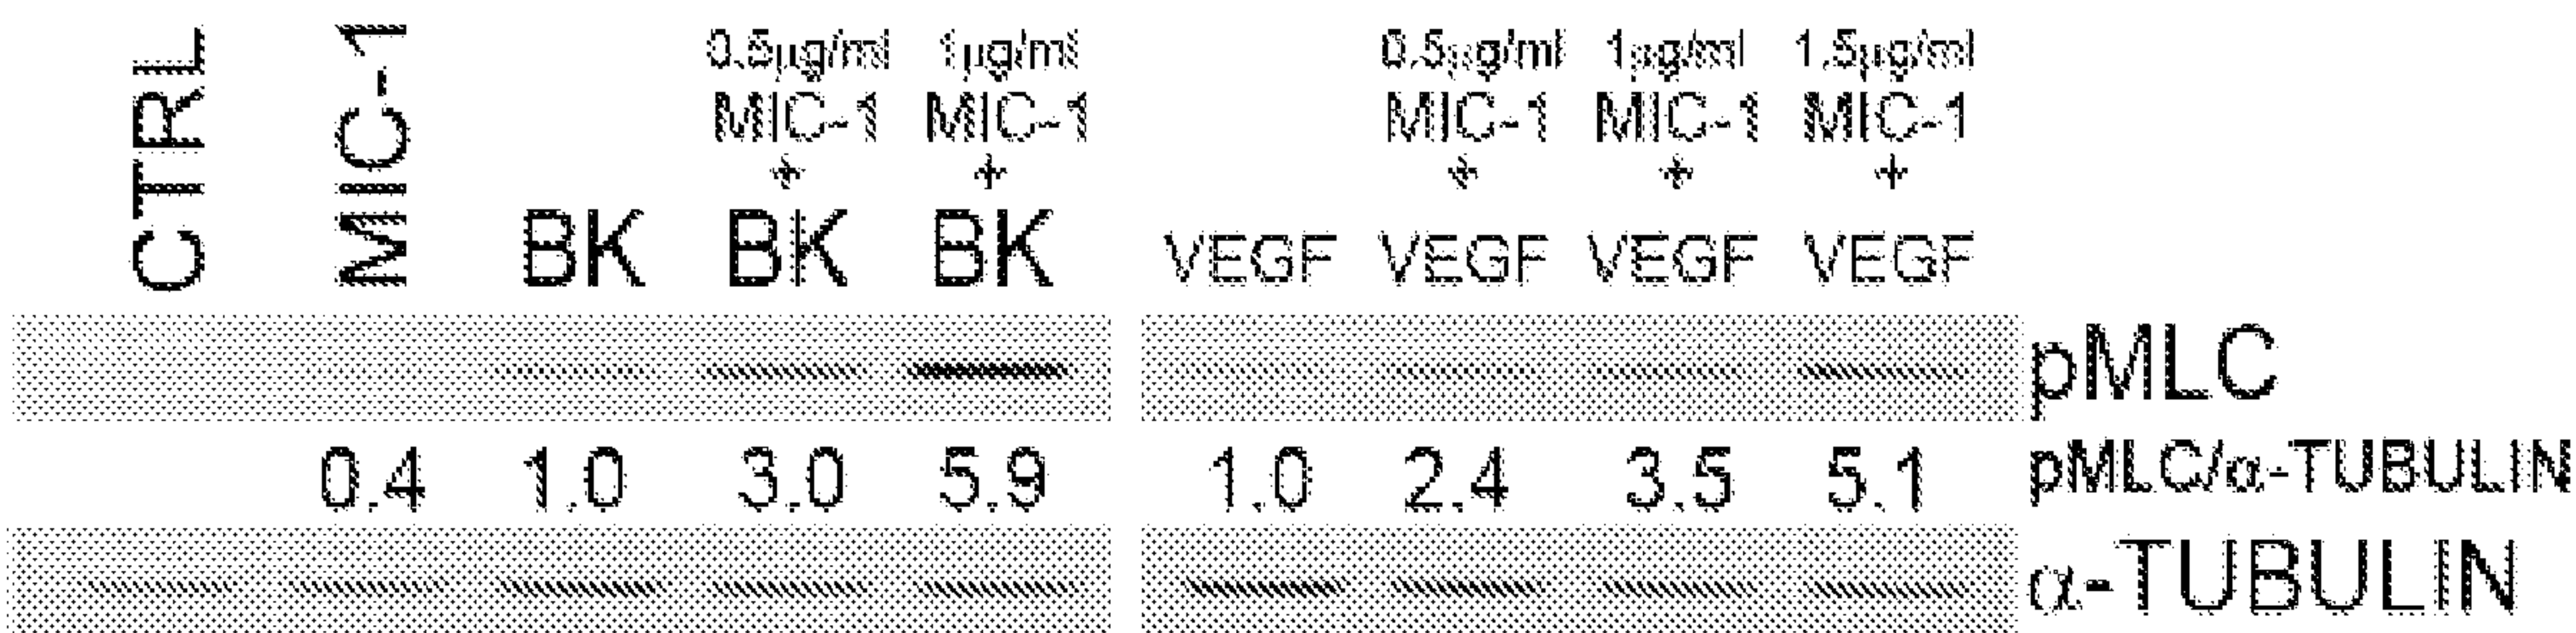 CTRL
MIC-1
BK
0.5µg/ml
MIC-1
+
BK
1µg/ml
MIC-1
+
BK
VEGF
0.5µg/ml
MIC-1
+
VEGF
1µg/ml
MIC-1
+
VEGF
1.5µg/ml
MIC-1
+
VEGF
pMLC
0.4 1.0 3.0 5.9 1.0 2.4 3.5 5.1 pMLC/α-TUBULIN
α-TUBULIN